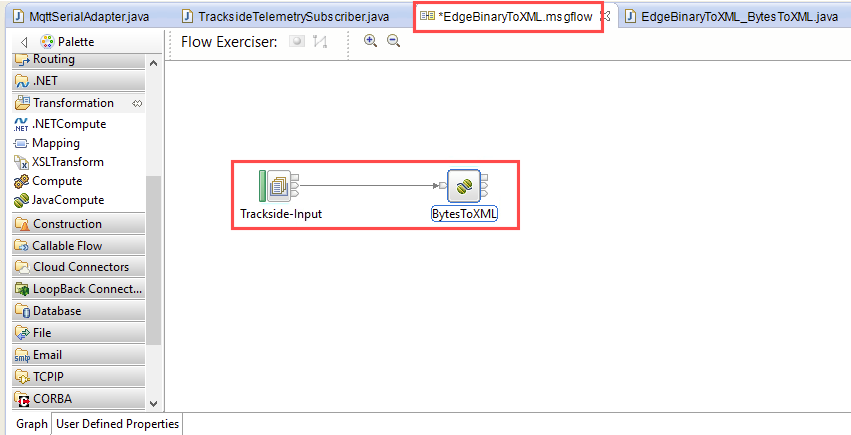 MqttSerialAdapter.java
TracksideTelemetrySubscriber.java
*EdgeBinaryToXML.msgflow
EdgeBinaryToXML_BytesToXML.java
Palette
Flow Exerciser:
Routing
.NET
Transformation
.NET
.NETCompute
Mapping
XSLTransform
Compute
JavaCompute
Construction
Callable Flow
Cloud Connectors
LoopBack Connect...
Database
File
smtp
Email
TCPIP
CORBA
Trackside-Input
BytesToXML
Graph
User Defined Properties